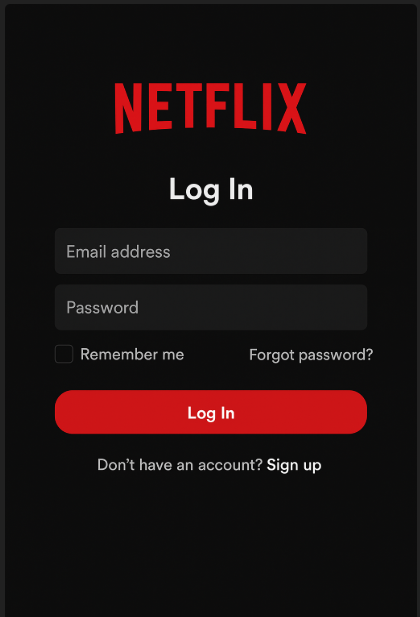 NETFLIX
Log In
Email address
Password
Remember me Forgot password?
Log In
Don't have an account? Sign up